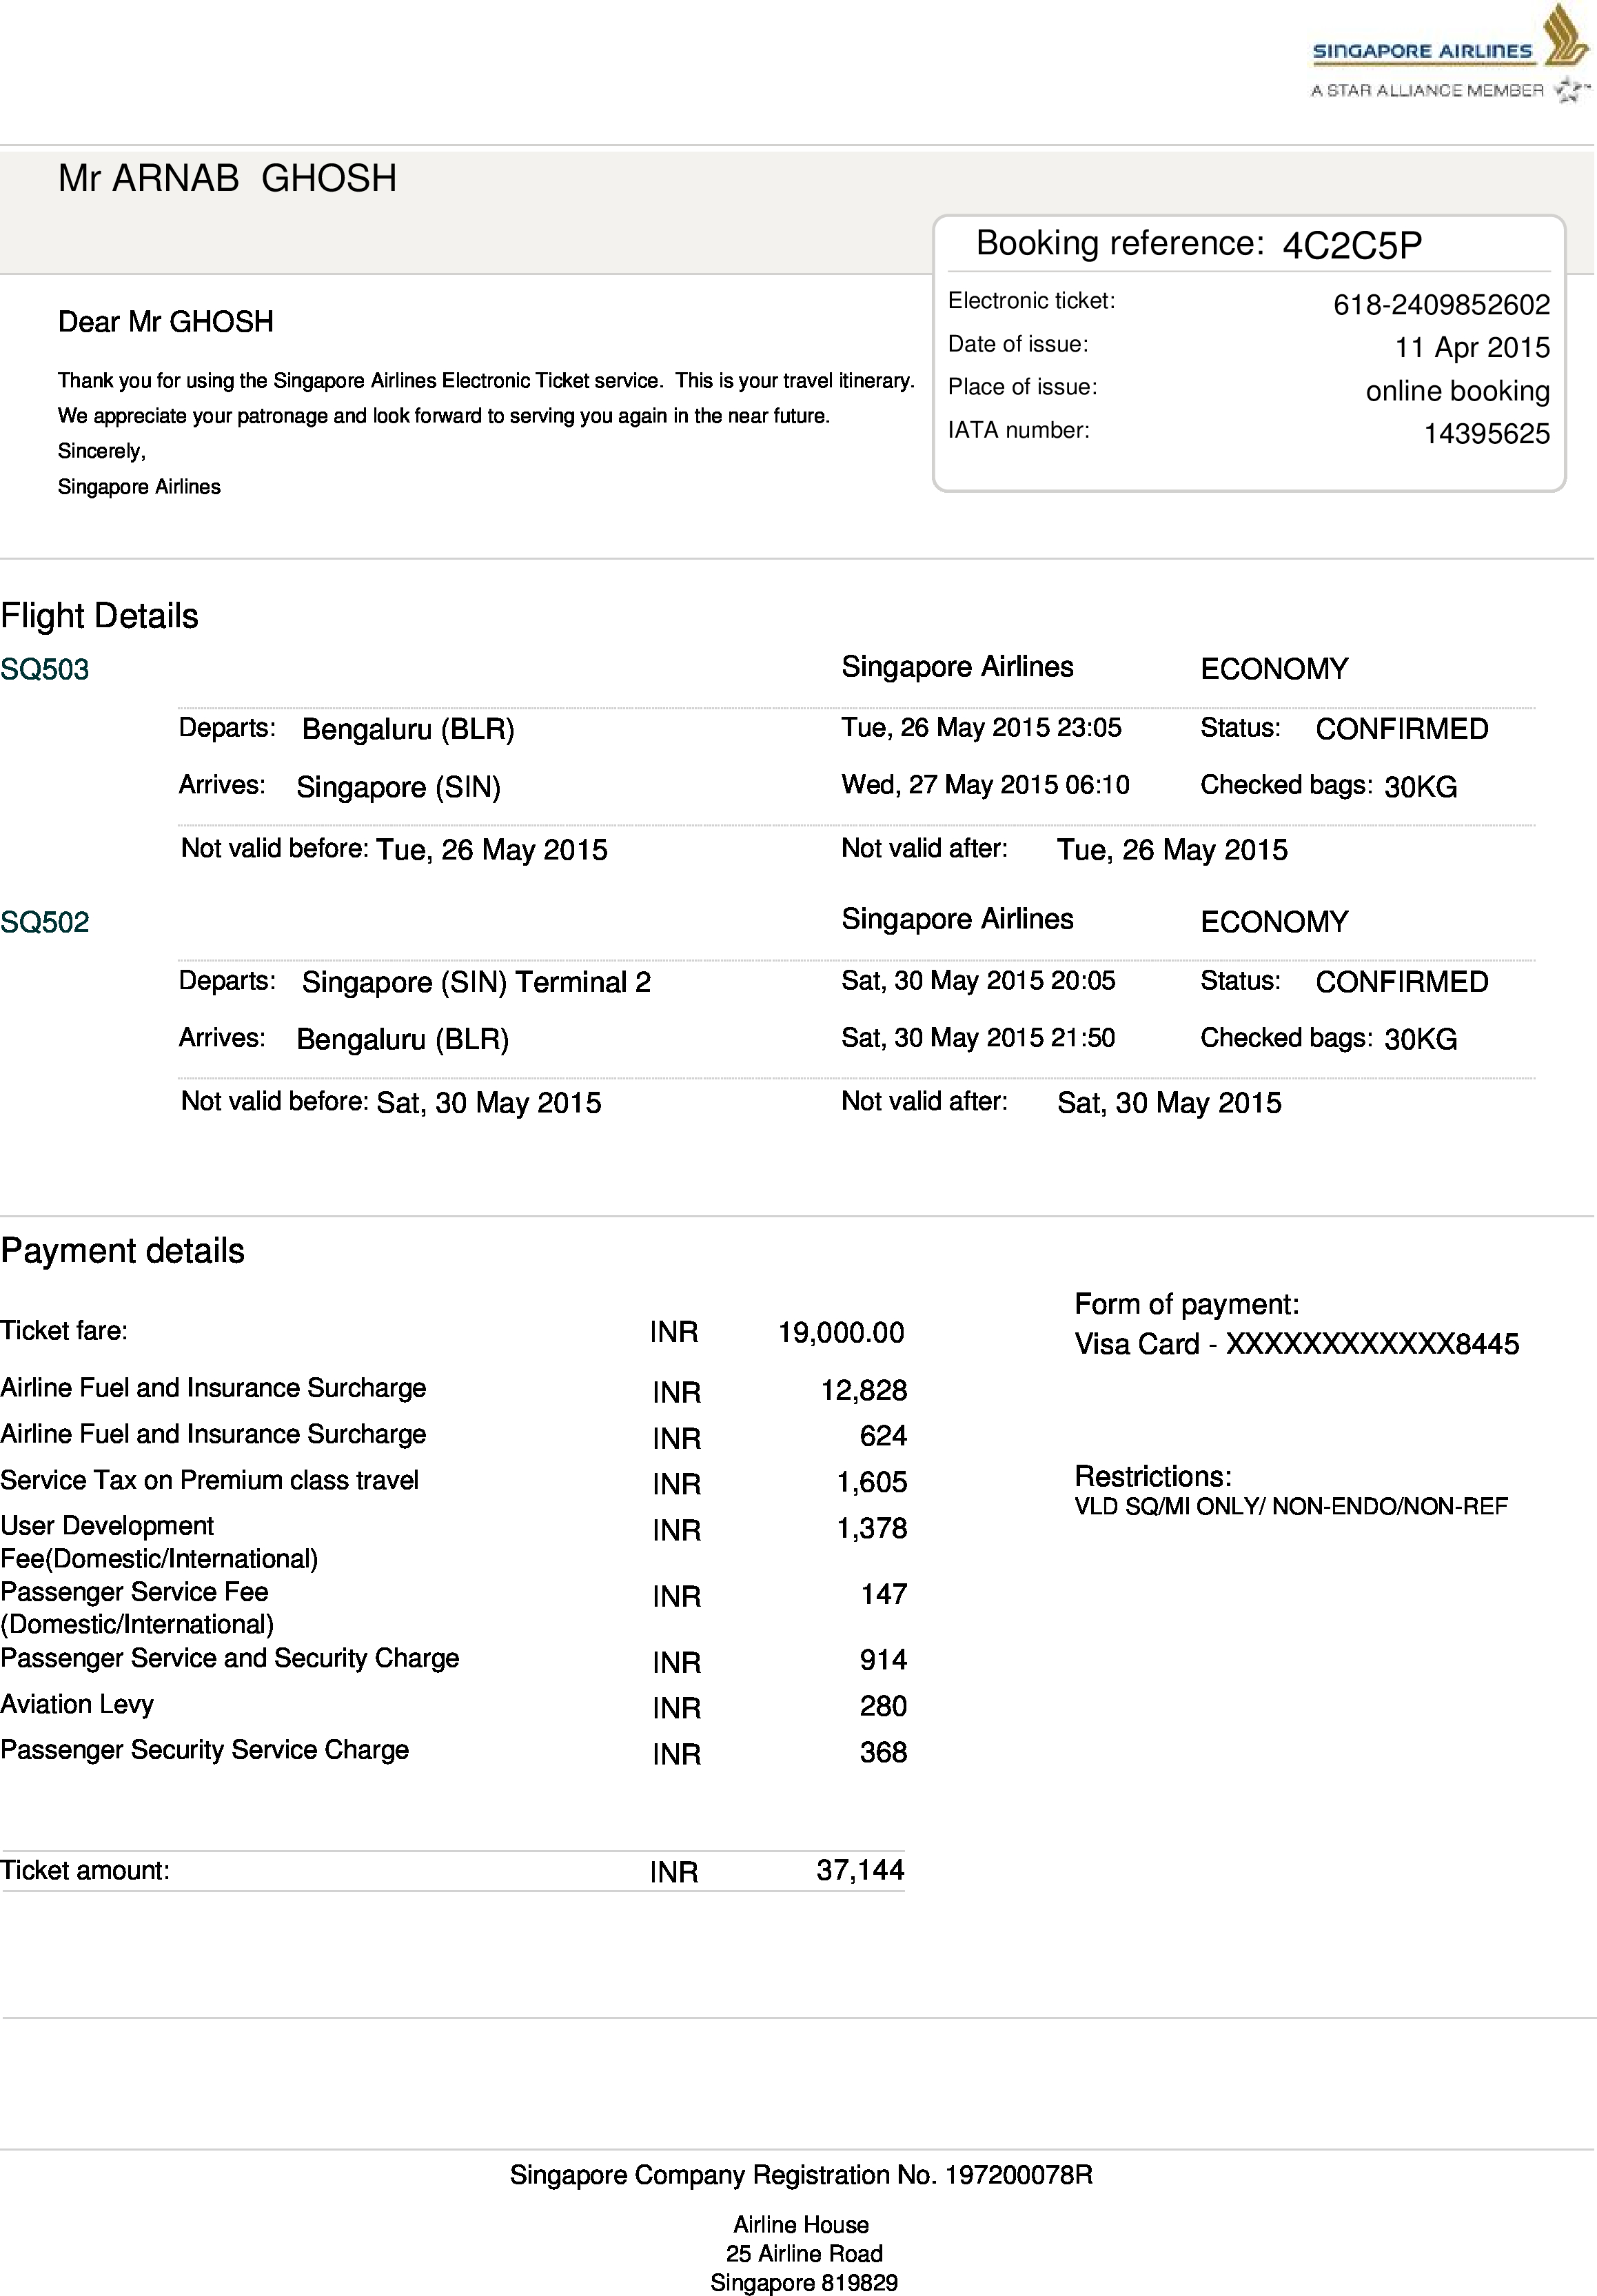 SINGAPORE AIRLINES
A STAR ALLIANCE MEMBER
Mr ARNAB GHOSH
Booking reference: 4C2C5P
Electronic ticket: 618-2409852602
Date of issue: 11 Apr 2015
Place of issue: online booking
IATA number: 14395625
Dear Mr GHOSH
Thank you for using the Singapore Airlines Electronic Ticket service. This is your travel itinerary.
We appreciate your patronage and look forward to serving you again in the near future.
Sincerely,
Singapore Airlines
Flight Details
SQ503 Singapore Airlines ECONOMY
Departs: Bengaluru (BLR) Tue, 26 May 2015 23:05 Status: CONFIRMED
Arrives: Singapore (SIN) Wed, 27 May 2015 06:10 Checked bags: 30KG
Not valid before: Tue, 26 May 2015 Not valid after: Tue, 26 May 2015
SQ502 Singapore Airlines ECONOMY
Departs: Singapore (SIN) Terminal 2 Sat, 30 May 2015 20:05 Status: CONFIRMED
Arrives: Bengaluru (BLR) Sat, 30 May 2015 21:50 Checked bags: 30KG
Not valid before: Sat, 30 May 2015 Not valid after: Sat, 30 May 2015
Payment details
Ticket fare: INR 19,000.00
Airline Fuel and Insurance Surcharge INR 12,828
Airline Fuel and Insurance Surcharge INR 624
Service Tax on Premium class travel INR 1,605
User Development INR 1,378
Fee(Domestic/International)
Passenger Service Fee INR 147
(Domestic/International)
Passenger Service and Security Charge INR 914
Aviation Levy INR 280
Passenger Security Service Charge INR 368
Ticket amount: INR 37,144
Form of payment:
Visa Card - XXXXXXXXXXXX8445
Restrictions:
VLD SQ/MI ONLY/ NON-ENDO/NON-REF
Singapore Company Registration No. 197200078R
Airline House
25 Airline Road
Singapore 819829